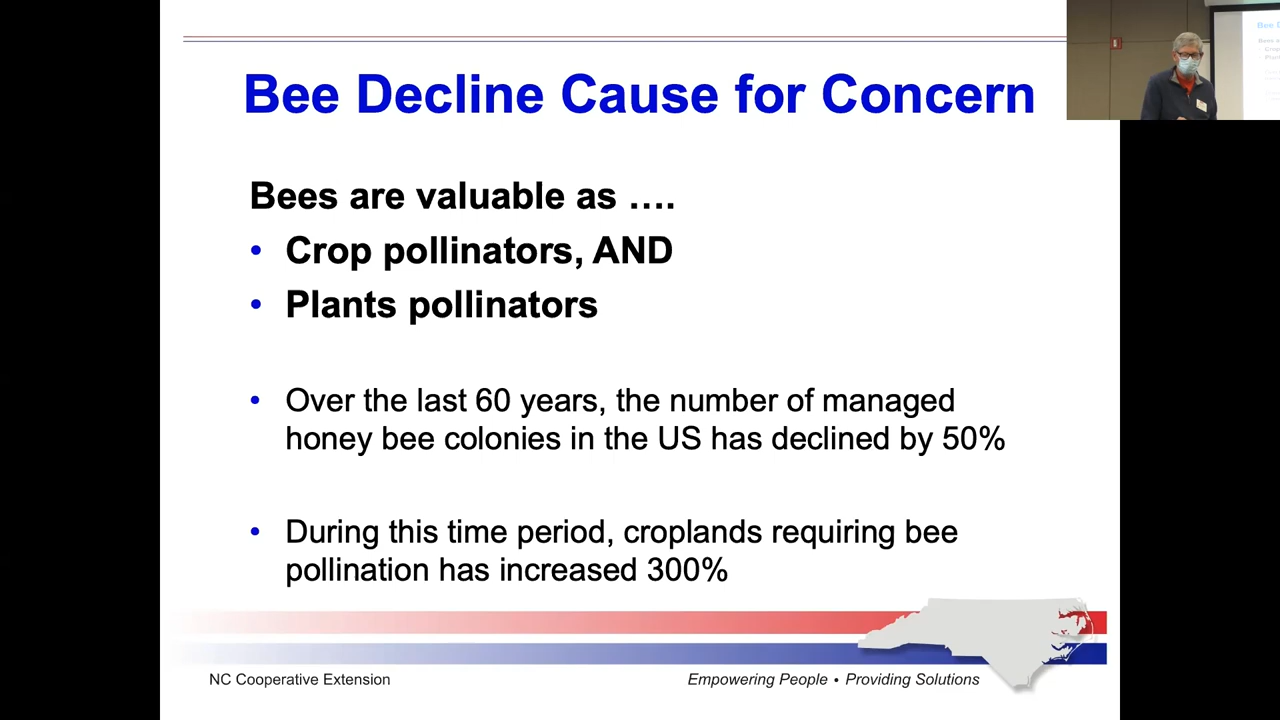 Bee Decline Cause for Concern
Bees are valuable as ….
• Crop pollinators, AND
• Plants pollinators
• Over the last 60 years, the number of managed
honey bee colonies in the US has declined by 50%
• During this time period, croplands requiring bee
pollination has increased 300%
NC Cooperative Extension
Empowering People • Providing Solutions